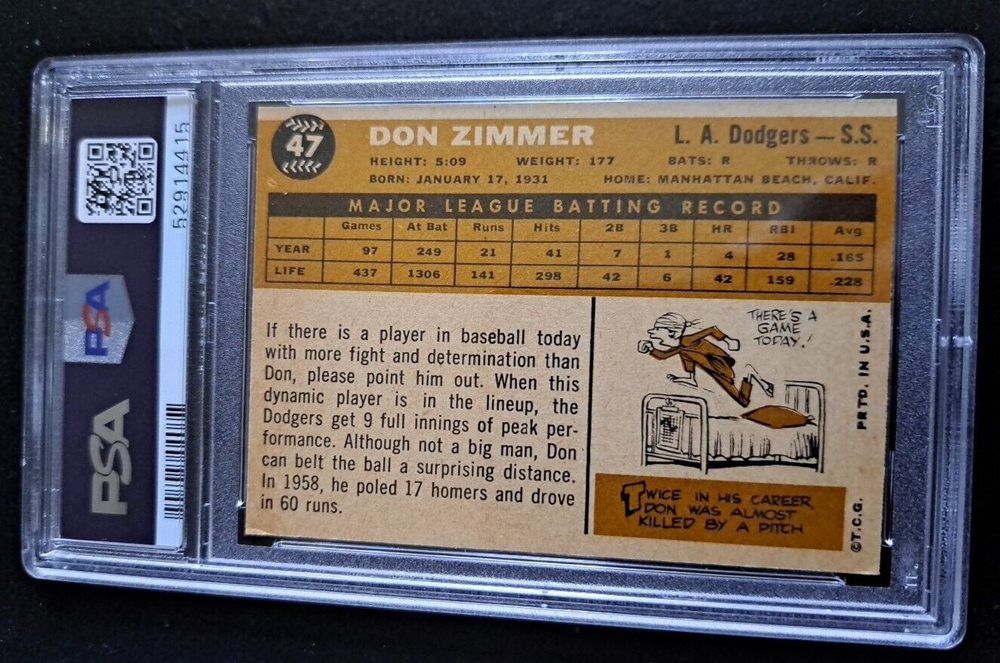 52914415
PSA
PSA
47
DON ZIMMER
L. A. Dodgers — S.S.
HEIGHT: 5:09 WEIGHT: 177 BATS: R THROWS: R
BORN: JANUARY 17, 1931 HOME: MANHATTAN BEACH, CALIF.
MAJOR LEAGUE BATTING RECORD
Games At Bat Runs Hits 2B 3B HR RBI Avg
YEAR 97 249 21 41 7 1 4 28 .165
LIFE 437 1306 141 298 42 6 42 159 .228
If there is a player in baseball today
with more fight and determination than
Don, please point him out. When this
dynamic player is in the lineup, the
Dodgers get 9 full innings of peak per-
formance. Although not a big man, Don
can belt the ball a surprising distance.
In 1958, he poled 17 homers and drove
in 60 runs.
THERE'S A
GAME
TODAY!
TWICE IN HIS CAREER
DON WAS ALMOST
KILLED BY A PITCH
©T.C.G. PRTD. IN U.S.A.